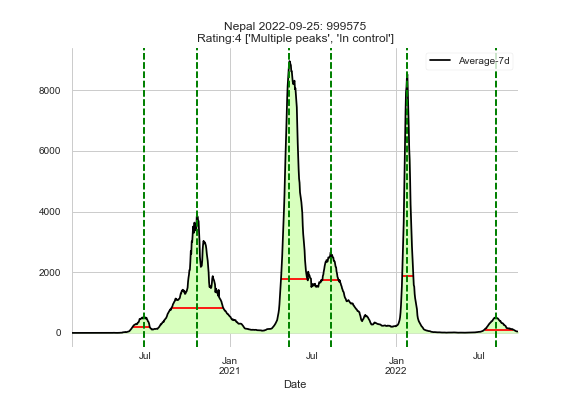 Nepal 2022-09-25: 999575
Rating:4 ['Multiple peaks', 'In control']
Average-7d
8000
6000
4000
2000
0
Jul
Jan
2021
Jul
Jan
2022
Jul
Date